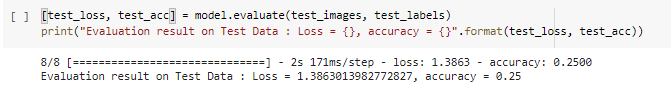 [ ] [test_loss, test_acc] = model.evaluate(test_images, test_labels)
print("Evaluation result on Test Data : Loss = {}, accuracy = {}".format(test_loss, test_acc))
8/8 [==============================] - 2s 171ms/step - loss: 1.3863 - accuracy: 0.2500
Evaluation result on Test Data : Loss = 1.3863013982772827, accuracy = 0.25